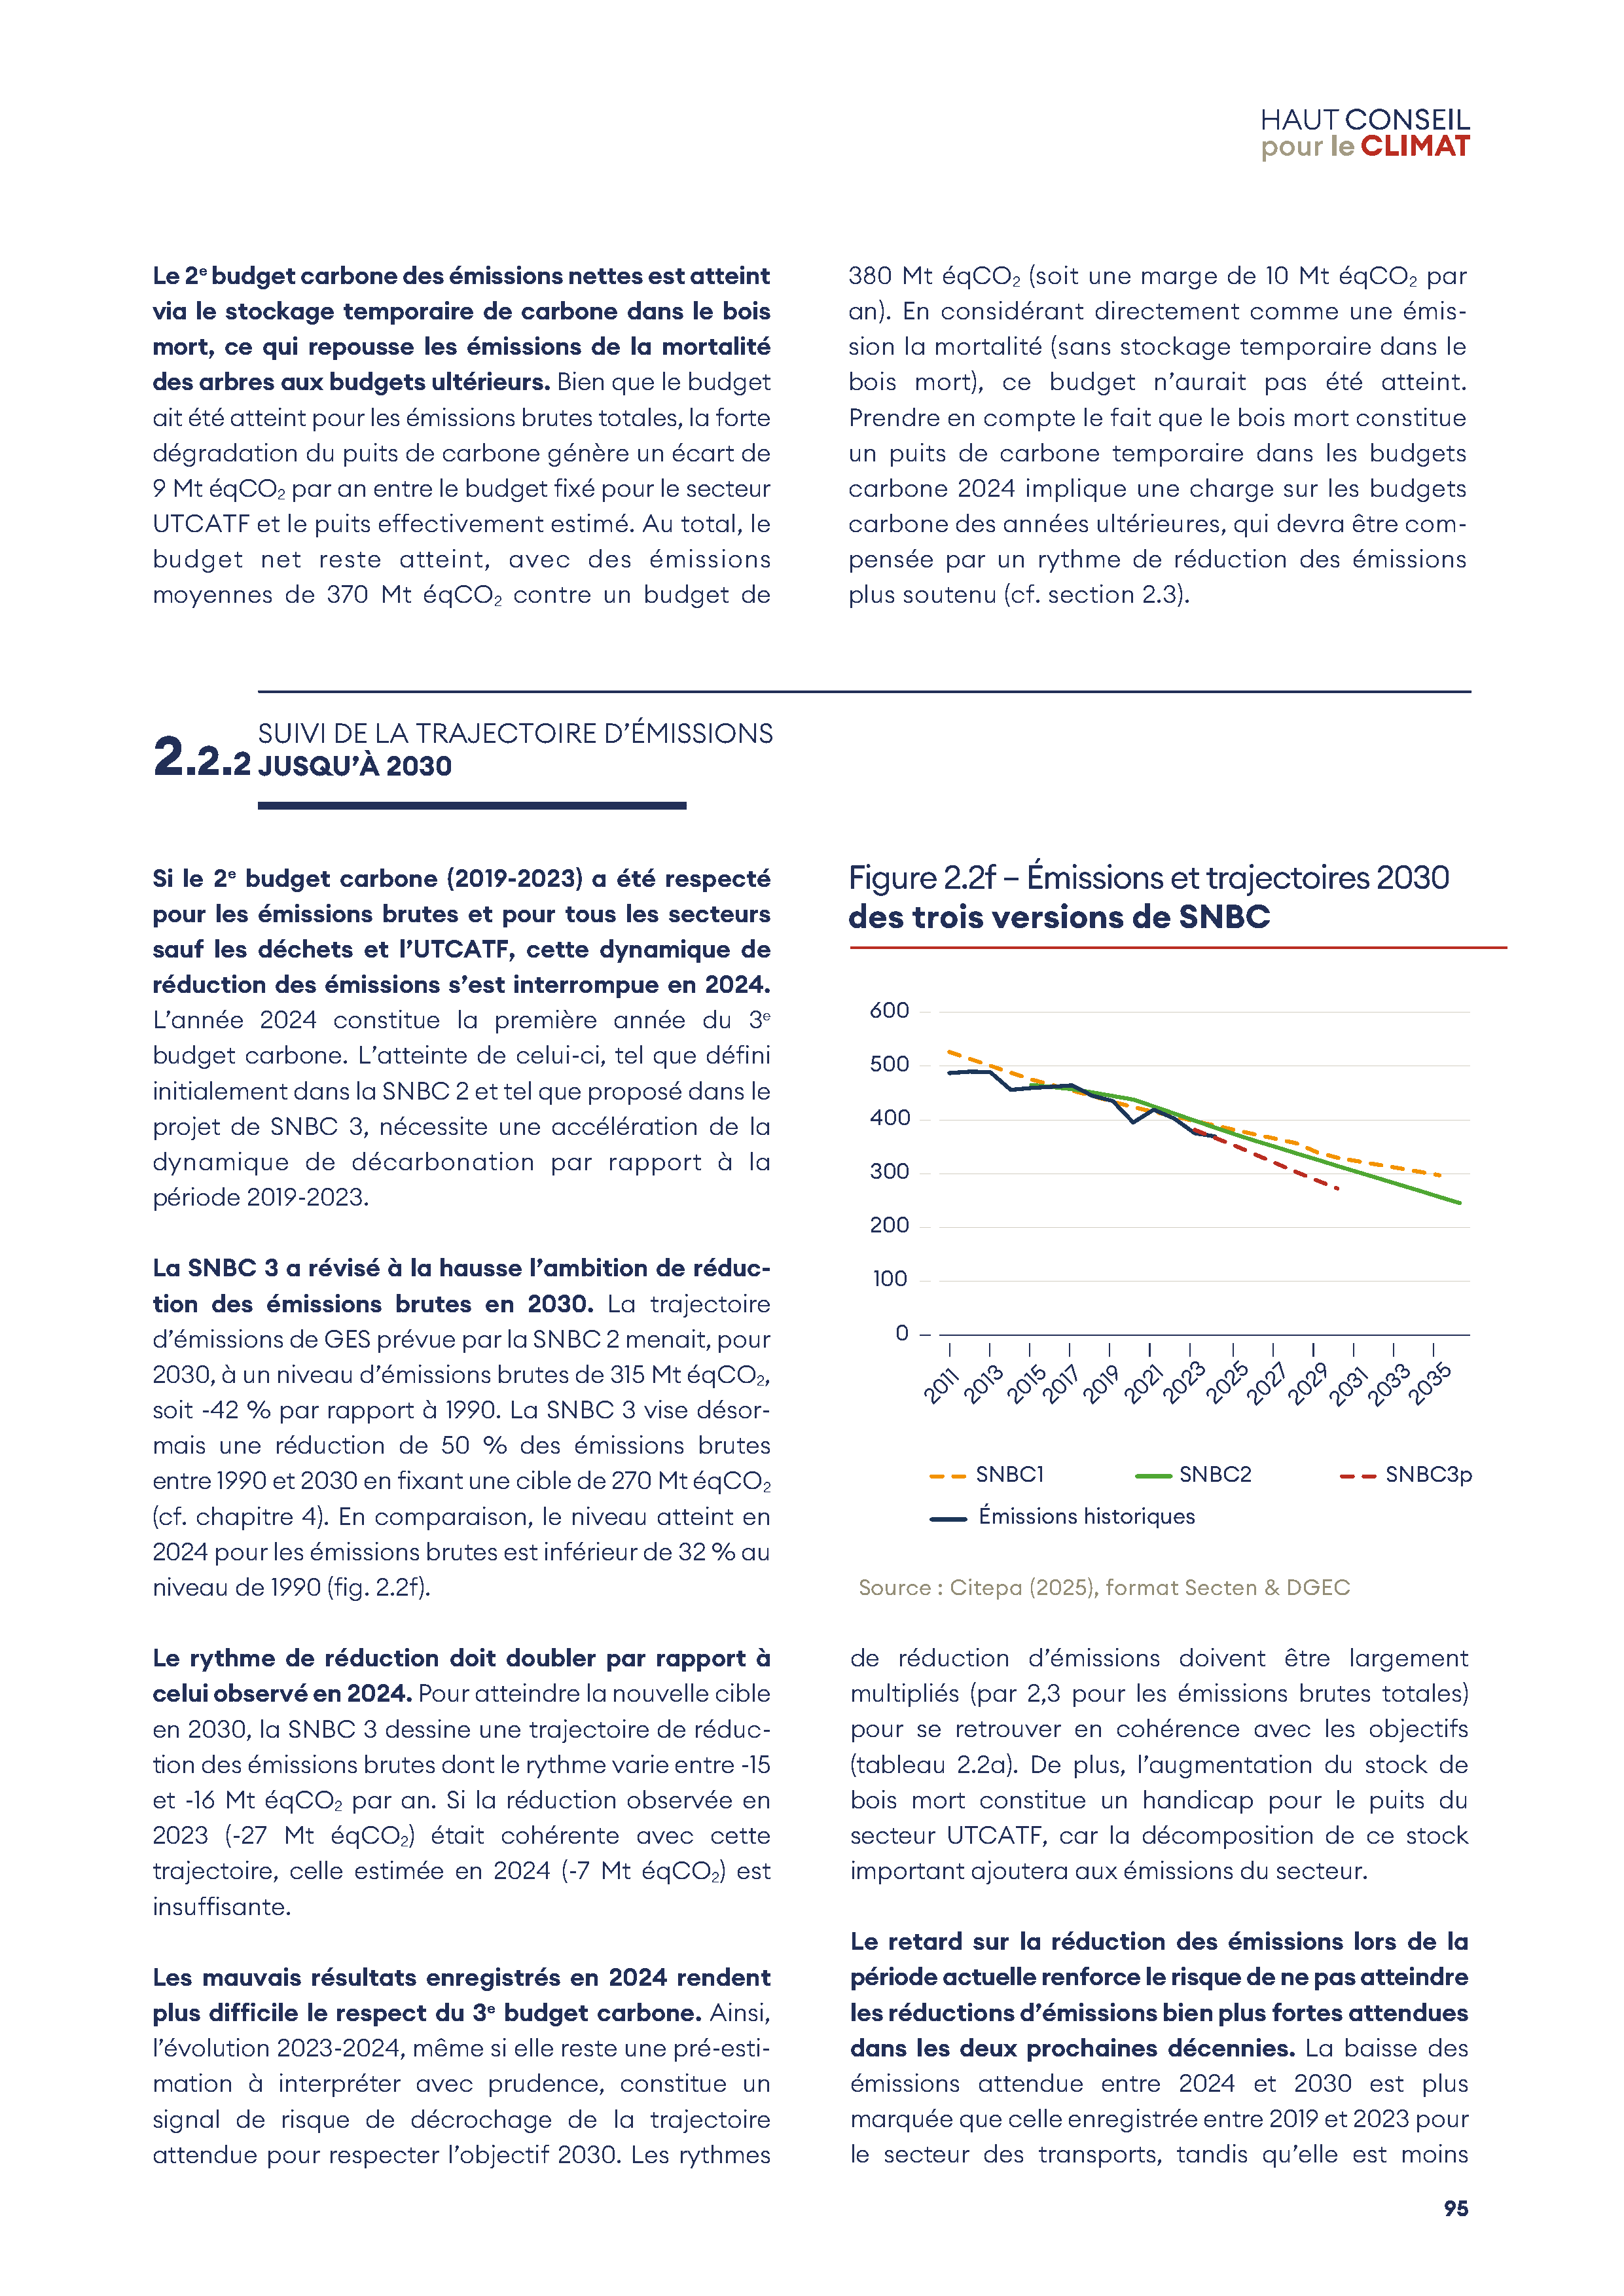 HAUT CONSEIL
pour le CLIMAT
Le 2e budget carbone des émissions nettes est atteint
via le stockage temporaire de carbone dans le bois
mort, ce qui repousse les émissions de la mortalité
des arbres aux budgets ultérieurs. Bien que le budget
ait été atteint pour les émissions brutes totales, la forte
dégradation du puits de carbone génère un écart de
9 Mt éqCO₂ par an entre le budget fixé pour le secteur
UTCATF et le puits effectivement estimé. Au total, le
budget net reste atteint, avec des émissions
moyennes de 370 Mt éqCO₂ contre un budget de
380 Mt éqCO₂ (soit une marge de 10 Mt éqCO₂ par
an). En considérant directement comme une émis-
sion la mortalité (sans stockage temporaire dans le
bois mort), ce budget n'aurait pas été atteint.
Prendre en compte le fait que le bois mort constitue
un puits de carbone temporaire dans les budgets
carbone 2024 implique une charge sur les budgets
carbone des années ultérieures, qui devra être com-
pensée par un rythme de réduction des émissions
plus soutenu (cf. section 2.3).
2.2.2 SUIVI DE LA TRAJECTOIRE D'ÉMISSIONS
JUSQU'À 2030
Si le 2e budget carbone (2019-2023) a été respecté
pour les émissions brutes et pour tous les secteurs
sauf les déchets et l'UTCATF, cette dynamique de
réduction des émissions s'est interrompue en 2024.
L'année 2024 constitue la première année du 3e
budget carbone. L'atteinte de celui-ci, tel que défini
initialement dans la SNBC 2 et tel que proposé dans le
projet de SNBC 3, nécessite une accélération de la
dynamique de décarbonation par rapport à la
période 2019-2023.
La SNBC 3 a révisé à la hausse l'ambition de réduc-
tion des émissions brutes en 2030. La trajectoire
d'émissions de GES prévue par la SNBC 2 menait, pour
2030, à un niveau d'émissions brutes de 315 Mt éqCO₂,
soit -42 % par rapport à 1990. La SNBC 3 vise désor-
mais une réduction de 50 % des émissions brutes
entre 1990 et 2030 en fixant une cible de 270 Mt éqCO₂
(cf. chapitre 4). En comparaison, le niveau atteint en
2024 pour les émissions brutes est inférieur de 32 % au
niveau de 1990 (fig. 2.2f).
Le rythme de réduction doit doubler par rapport à
celui observé en 2024. Pour atteindre la nouvelle cible
en 2030, la SNBC 3 dessine une trajectoire de réduc-
tion des émissions brutes dont le rythme varie entre -15
et -16 Mt éqCO₂ par an. Si la réduction observée en
2023 (-27 Mt éqCO₂) était cohérente avec cette
trajectoire, celle estimée en 2024 (-7 Mt éqCO₂) est
insuffisante.
Les mauvais résultats enregistrés en 2024 rendent
plus difficile le respect du 3e budget carbone. Ainsi,
l'évolution 2023-2024, même si elle reste une pré-esti-
mation à interpréter avec prudence, constitue un
signal de risque de décrochage de la trajectoire
attendue pour respecter l'objectif 2030. Les rythmes
Figure 2.2f – Émissions et trajectoires 2030
des trois versions de SNBC
600
500
400
300
200
100
0
2011 2013 2015 2017 2019 2021 2023 2025 2027 2029 2031 2033 2035
SNBC1 SNBC2 SNBC3p
Émissions historiques
Source : Citepa (2025), format Secten & DGEC
de réduction d'émissions doivent être largement
multipliés (par 2,3 pour les émissions brutes totales)
pour se retrouver en cohérence avec les objectifs
(tableau 2.2a). De plus, l'augmentation du stock de
bois mort constitue un handicap pour le puits du
secteur UTCATF, car la décomposition de ce stock
important ajoutera aux émissions du secteur.
Le retard sur la réduction des émissions lors de la
période actuelle renforce le risque de ne pas atteindre
les réductions d'émissions bien plus fortes attendues
dans les deux prochaines décennies. La baisse des
émissions attendue entre 2024 et 2030 est plus
marquée que celle enregistrée entre 2019 et 2023 pour
le secteur des transports, tandis qu'elle est moins
95